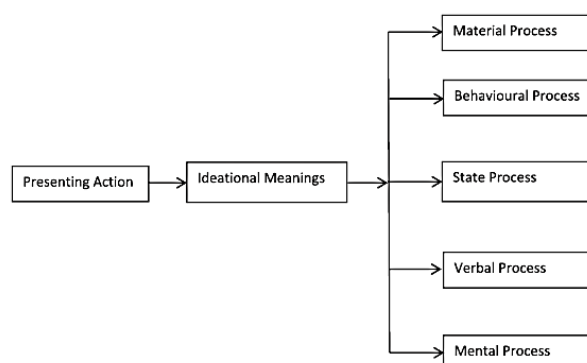 Material Process
Behavioural Process
Presenting Action
Ideational Meanings
State Process
Verbal Process
Mental Process